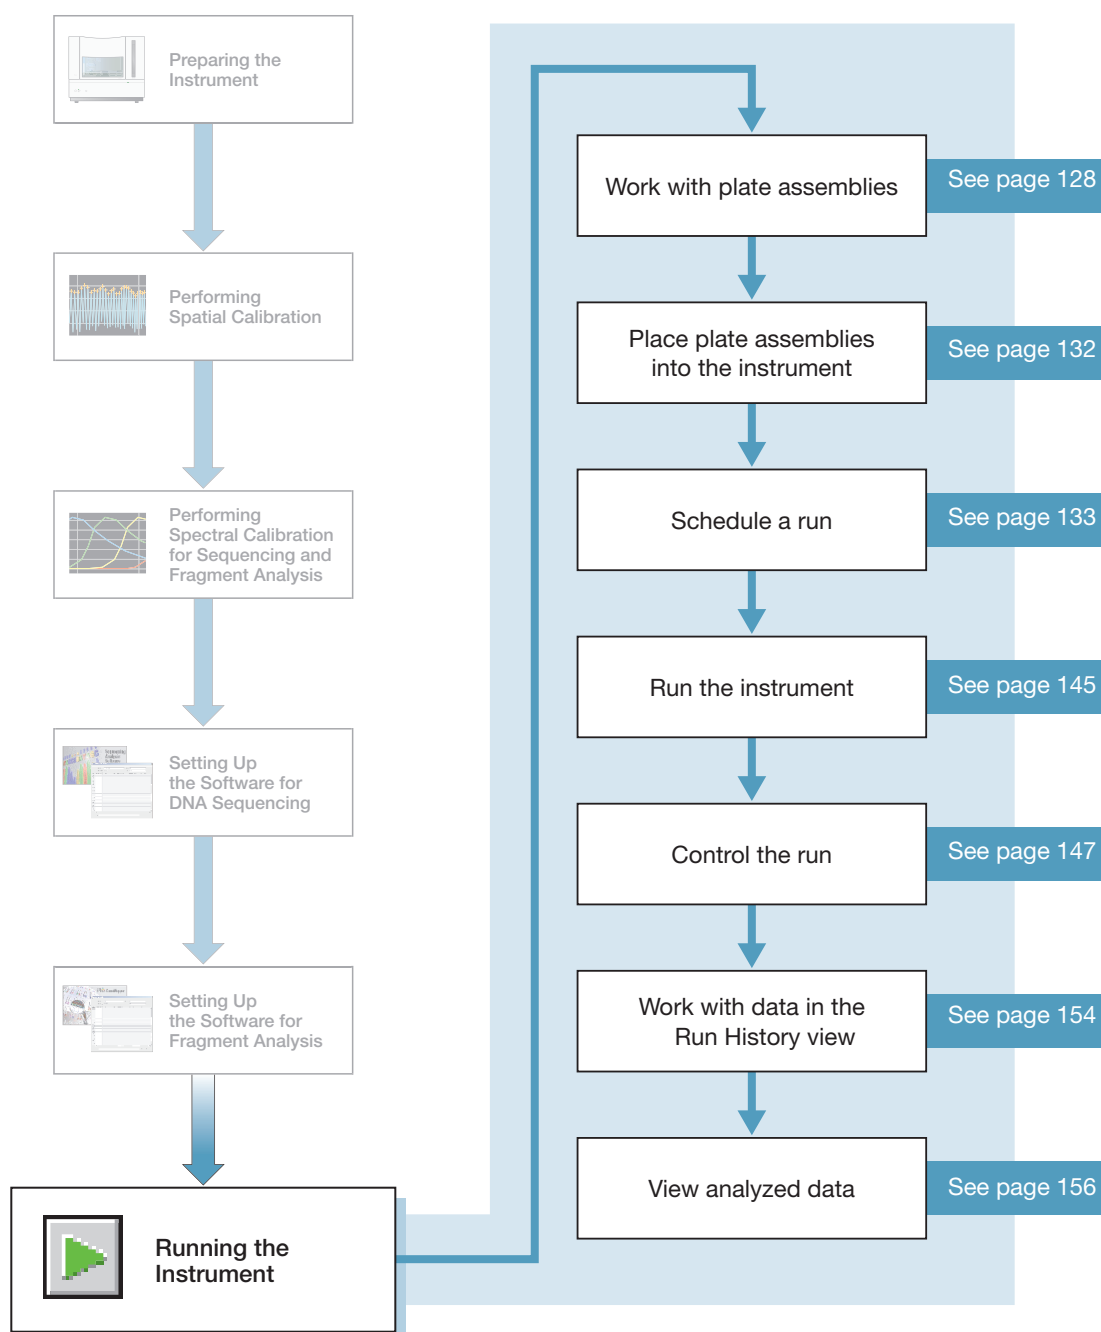 Preparing the
Instrument
Performing
Spatial Calibration
Performing
Spectral Calibration
for Sequencing and
Fragment Analysis
Setting Up
the Software for
DNA Sequencing
Setting Up
the Software for
Fragment Analysis
Running the
Instrument
Work with plate assemblies
See page 128
Place plate assemblies
into the instrument
See page 132
Schedule a run
See page 133
Run the instrument
See page 145
Control the run
See page 147
Work with data in the
Run History view
See page 154
View analyzed data
See page 156